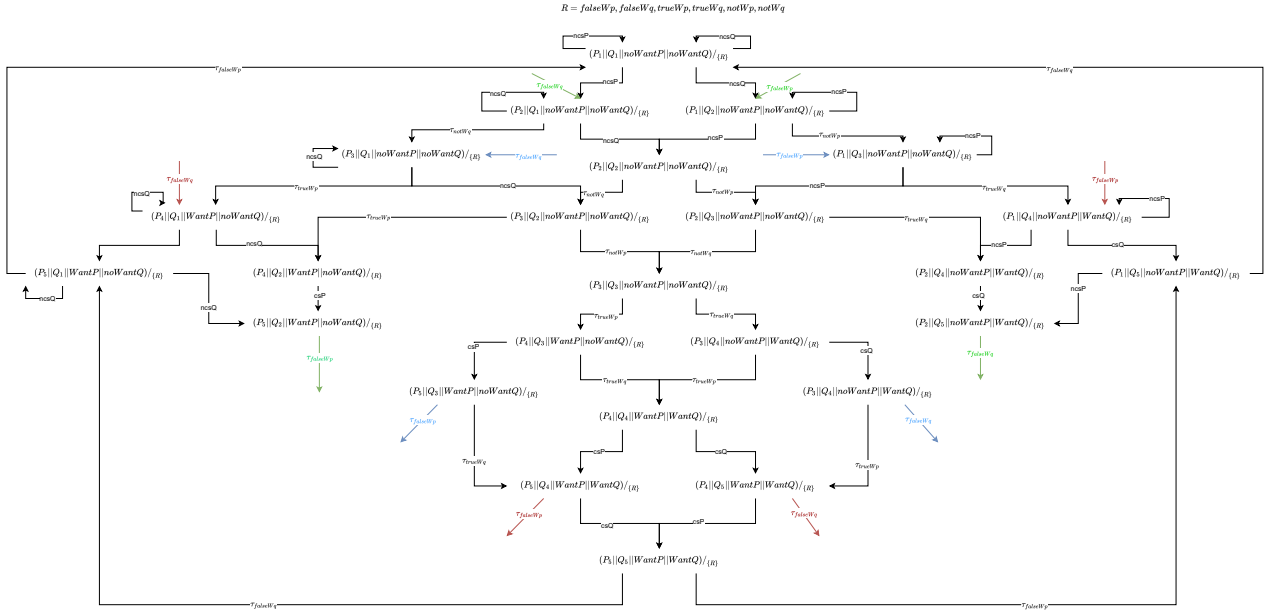 R = falseWp, falseWq, trueWp, trueWq, notWp, notWq
ncsP
ncsQ
(P₁||Q₁||noWantP||noWantQ)/{R}
τfalseWp
τfalseWq
ncsP
ncsQ
τfalseWq
τfalseWp
ncsQ
ncsP
(P₂||Q₁||noWantP||noWantQ)/{R}
(P₁||Q₂||noWantP||noWantQ)/{R}
τnotWq
ncsQ
ncsP
τnotWp
ncsQ
(P₃||Q₁||noWantP||noWantQ)/{R}
τfalseWq
τfalseWp
(P₁||Q₃||noWantP||noWantQ)/{R}
ncsP
(P₂||Q₂||noWantP||noWantQ)/{R}
τfalseWq
τfalseWp
ncsQ
τtrueWp
ncsQ
τnotWq
τnotWp
ncsP
τtrueWq
ncsP
(P₄||Q₁||WantP||noWantQ)/{R}
τtrueWp
(P₃||Q₂||noWantP||noWantQ)/{R}
(P₂||Q₃||noWantP||noWantQ)/{R}
τtrueWq
(P₁||Q₄||noWantP||WantQ)/{R}
ncsQ
τnotWp
τnotWq
ncsP
csQ
(P₅||Q₁||WantP||noWantQ)/{R}
(P₄||Q₂||WantP||noWantQ)/{R}
(P₂||Q₄||noWantP||WantQ)/{R}
(P₁||Q₅||noWantP||WantQ)/{R}
(P₃||Q₃||noWantP||noWantQ)/{R}
ncsQ
ncsQ
csP
csQ
ncsP
(P₅||Q₂||WantP||noWantQ)/{R}
τtrueWp
τtrueWq
(P₂||Q₅||noWantP||WantQ)/{R}
τfalseWp
csP
(P₄||Q₃||WantP||noWantQ)/{R}
(P₃||Q₄||noWantP||WantQ)/{R}
csQ
τfalseWq
τtrueWq
τtrueWp
(P₅||Q₃||WantP||noWantQ)/{R}
(P₃||Q₄||noWantP||WantQ)/{R}
τfalseWp
(P₄||Q₄||WantP||WantQ)/{R}
τfalseWq
csP
csQ
τtrueWq
τtrueWp
(P₅||Q₄||WantP||WantQ)/{R}
(P₄||Q₅||WantP||WantQ)/{R}
τfalseWp
csQ
csP
τfalseWq
(P₅||Q₅||WantP||WantQ)/{R}
τfalseWq
τfalseWp